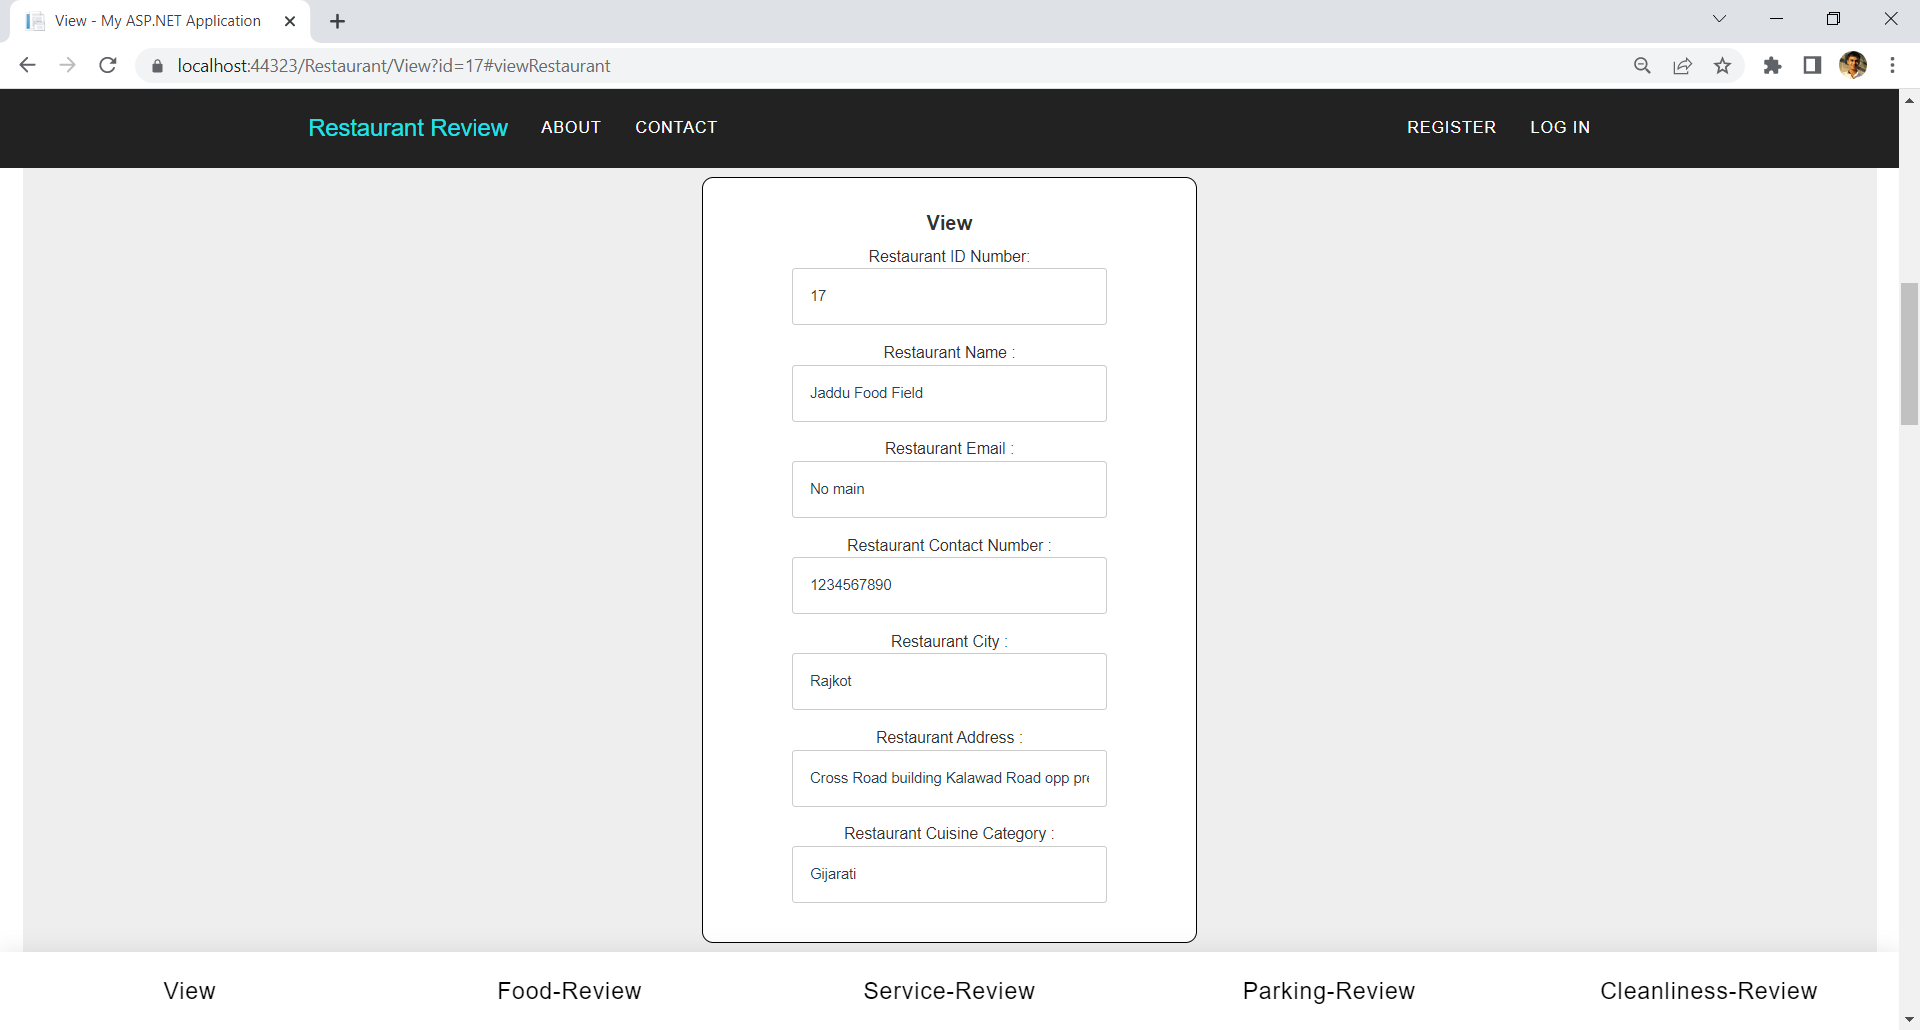 View - My ASP.NET Application
localhost:44323/Restaurant/View?id=17#viewRestaurant
Restaurant Review ABOUT CONTACT REGISTER LOG IN
View
Restaurant ID Number:
17
Restaurant Name :
Jaddu Food Field
Restaurant Email :
No main
Restaurant Contact Number :
1234567890
Restaurant City :
Rajkot
Restaurant Address :
Cross Road building Kalawad Road opp
Restaurant Cuisine Category :
Gijarati
View Food-Review Service-Review Parking-Review Cleanliness-Review